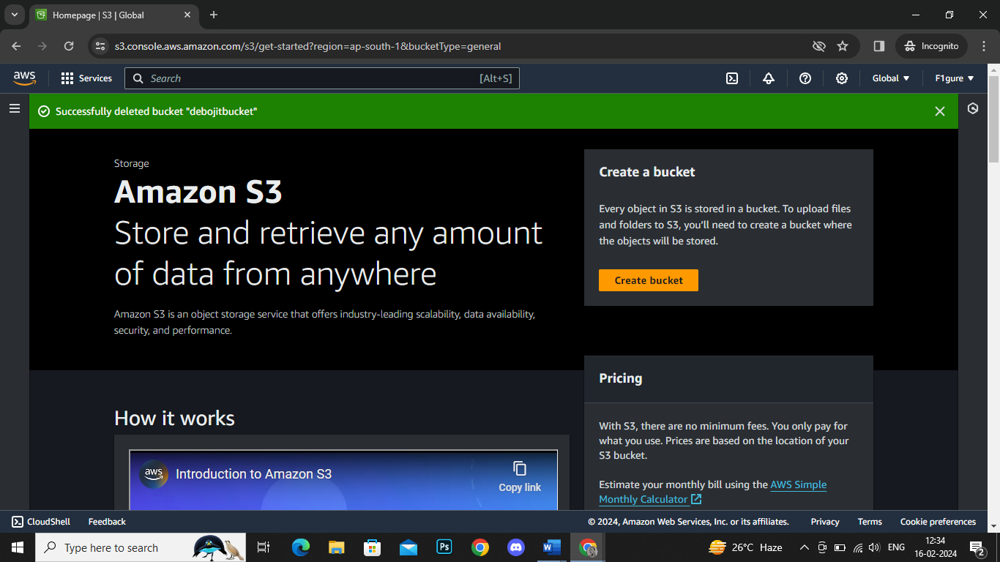 Homepage | S3 | Global
s3.console.aws.amazon.com/s3/get-started?region=ap-south-1&bucketType=general
Incognito
aws
Services
Search
[Alt+S]
Global
F1gure
Successfully deleted bucket "debojitbucket"
Storage
Amazon S3
Store and retrieve any amount
of data from anywhere
Amazon S3 is an object storage service that offers industry-leading scalability, data availability,
security, and performance.
Create a bucket
Every object in S3 is stored in a bucket. To upload files
and folders to S3, you'll need to create a bucket where
the objects will be stored.
Create bucket
Pricing
With S3, there are no minimum fees. You only pay for
what you use. Prices are based on the location of your
S3 bucket.
Estimate your monthly bill using the AWS Simple
Monthly Calculator
How it works
aws
Introduction to Amazon S3
Copy link
CloudShell
Feedback
© 2024, Amazon Web Services, Inc. or its affiliates.
Privacy
Terms
Cookie preferences
Type here to search
Ps
W
26°C Haze
ENG
12:34
16-02-2024
2